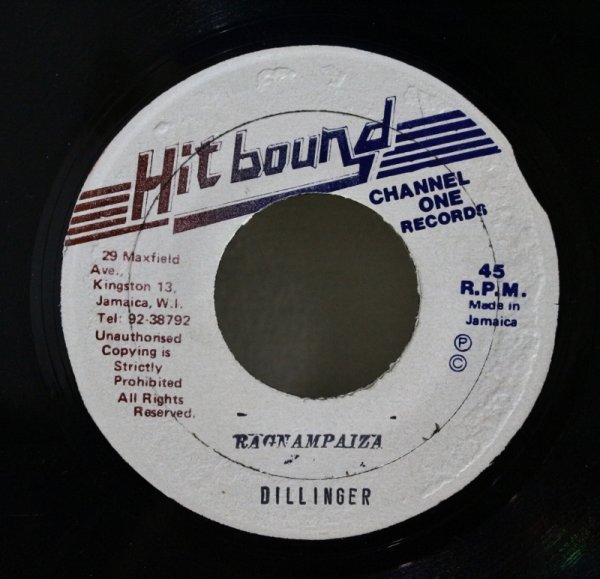 Hit bound
CHANNEL
ONE
RECORDS
29 Maxfield
Ave.,
Kingston 13,
Jamaica, W.I.
Tel: 92-38792
Unauthorised
Copying is
Strictly
Prohibited
All Rights
Reserved.
45
R.P.M.
Made in
Jamaica
Ⓟ
©
RAGNAMPAIZA
DILLINGER